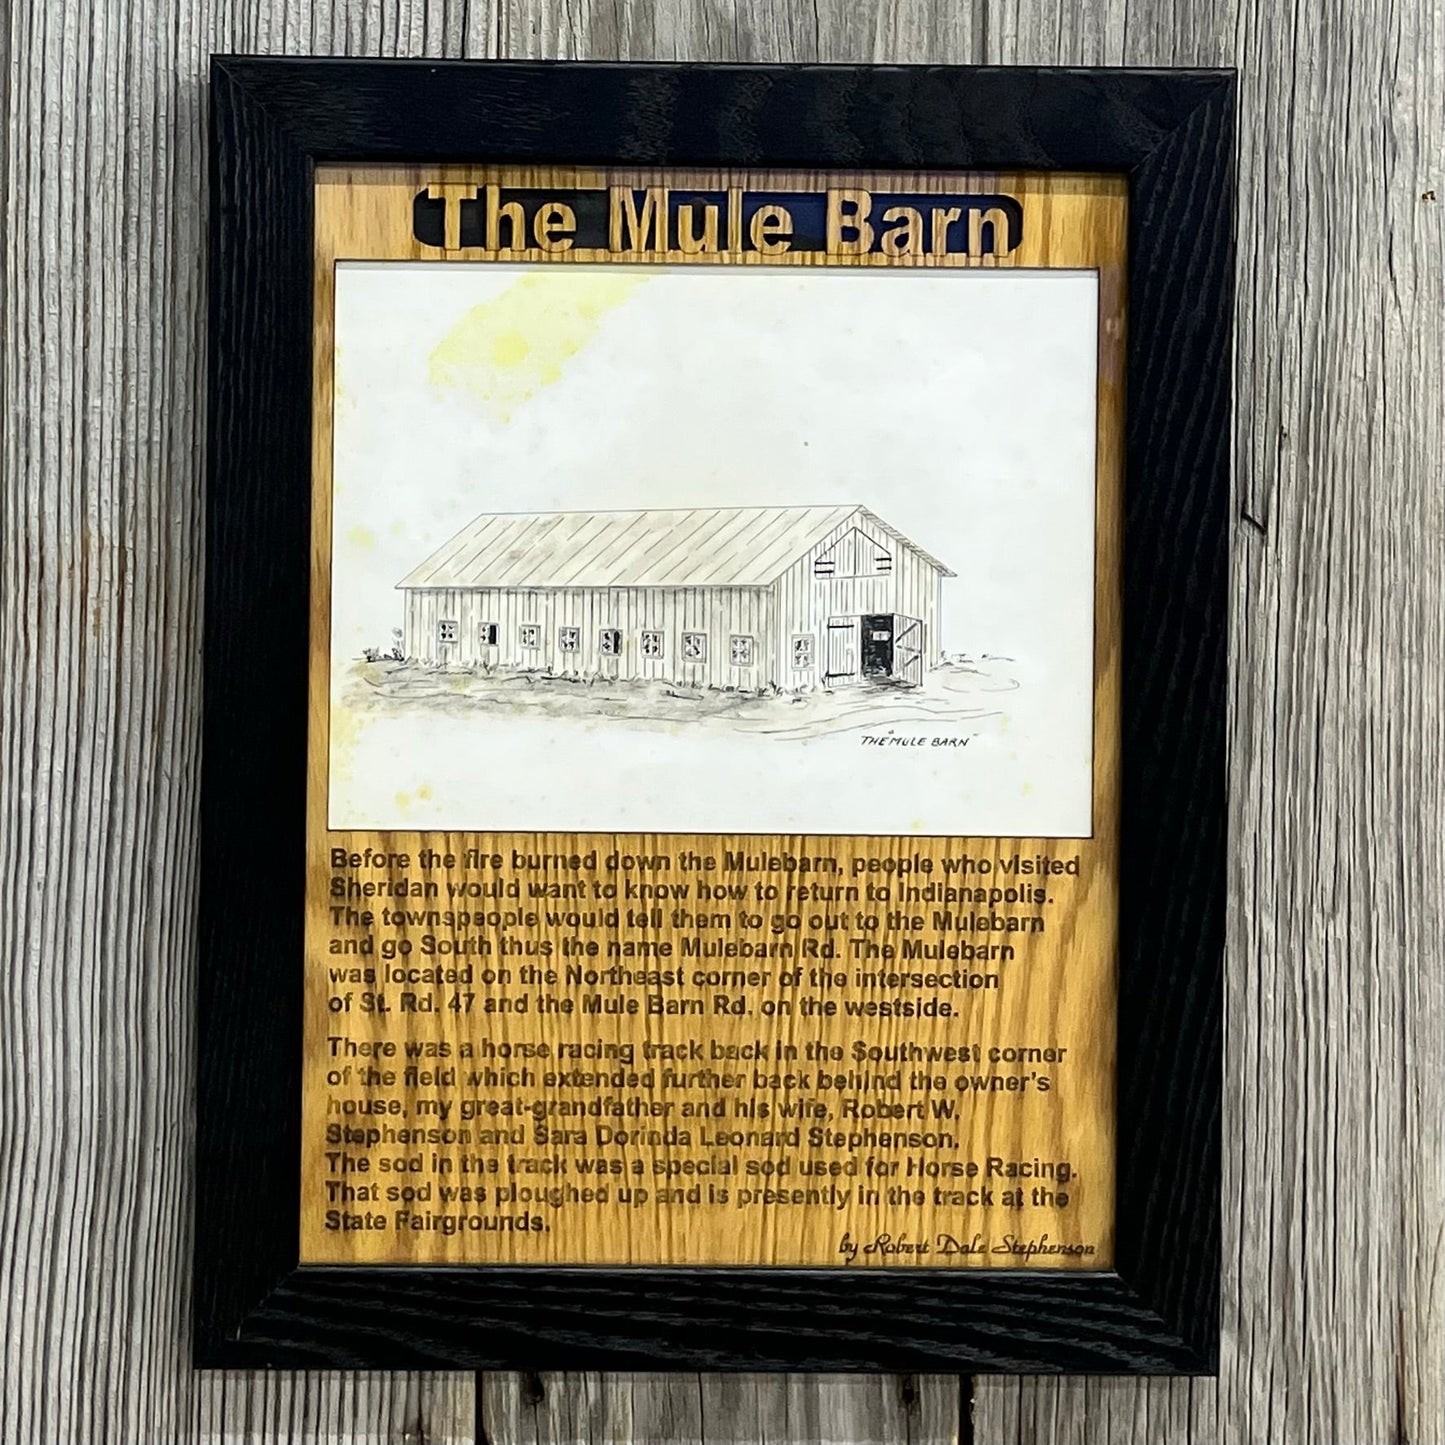 The Mule Barn
THE "MULE BARN"
Before the fire burned down the Mulebarn, people who visited
Sheridan would want to know how to return to Indianapolis.
The townspeople would tell them to go out to the Mulebarn
and go South thus the name Mulebarn Rd. The Mulebarn
was located on the Northeast corner of the intersection
of St. Rd. 47 and the Mule Barn Rd. on the westside.
There was a horse racing track back in the Southwest corner
of the field which extended further back behind the owner's
house, my great-grandfather and his wife, Robert W.
Stephenson and Sara Dorinda Leonard Stephenson.
The sod in the track was a special sod used for Horse Racing.
That sod was ploughed up and is presently in the track at the
State Fairgrounds.
by Robert Dale Stephenson